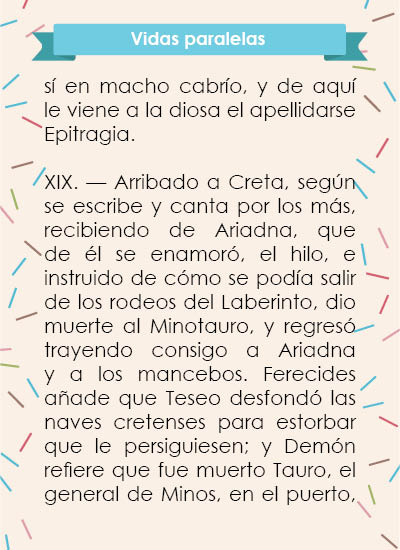 Vidas paralelas
sí en macho cabrío, y de aquí
le viene a la diosa el apellidarse
Epitragia.
XIX. — Arribado a Creta, según
se escribe y canta por los más,
recibiendo de Ariadna, que
de él se enamoró, el hilo, e
instruido de cómo se podía salir
de los rodeos del Laberinto, dio
muerte al Minotauro, y regresó
trayendo consigo a Ariadna
y a los mancebos. Ferecides
añade que Teseo desfondó las
naves cretenses para estorbar
que le persiguiesen; y Demón
refiere que fue muerto Tauro, el
general de Minos, en el puerto,